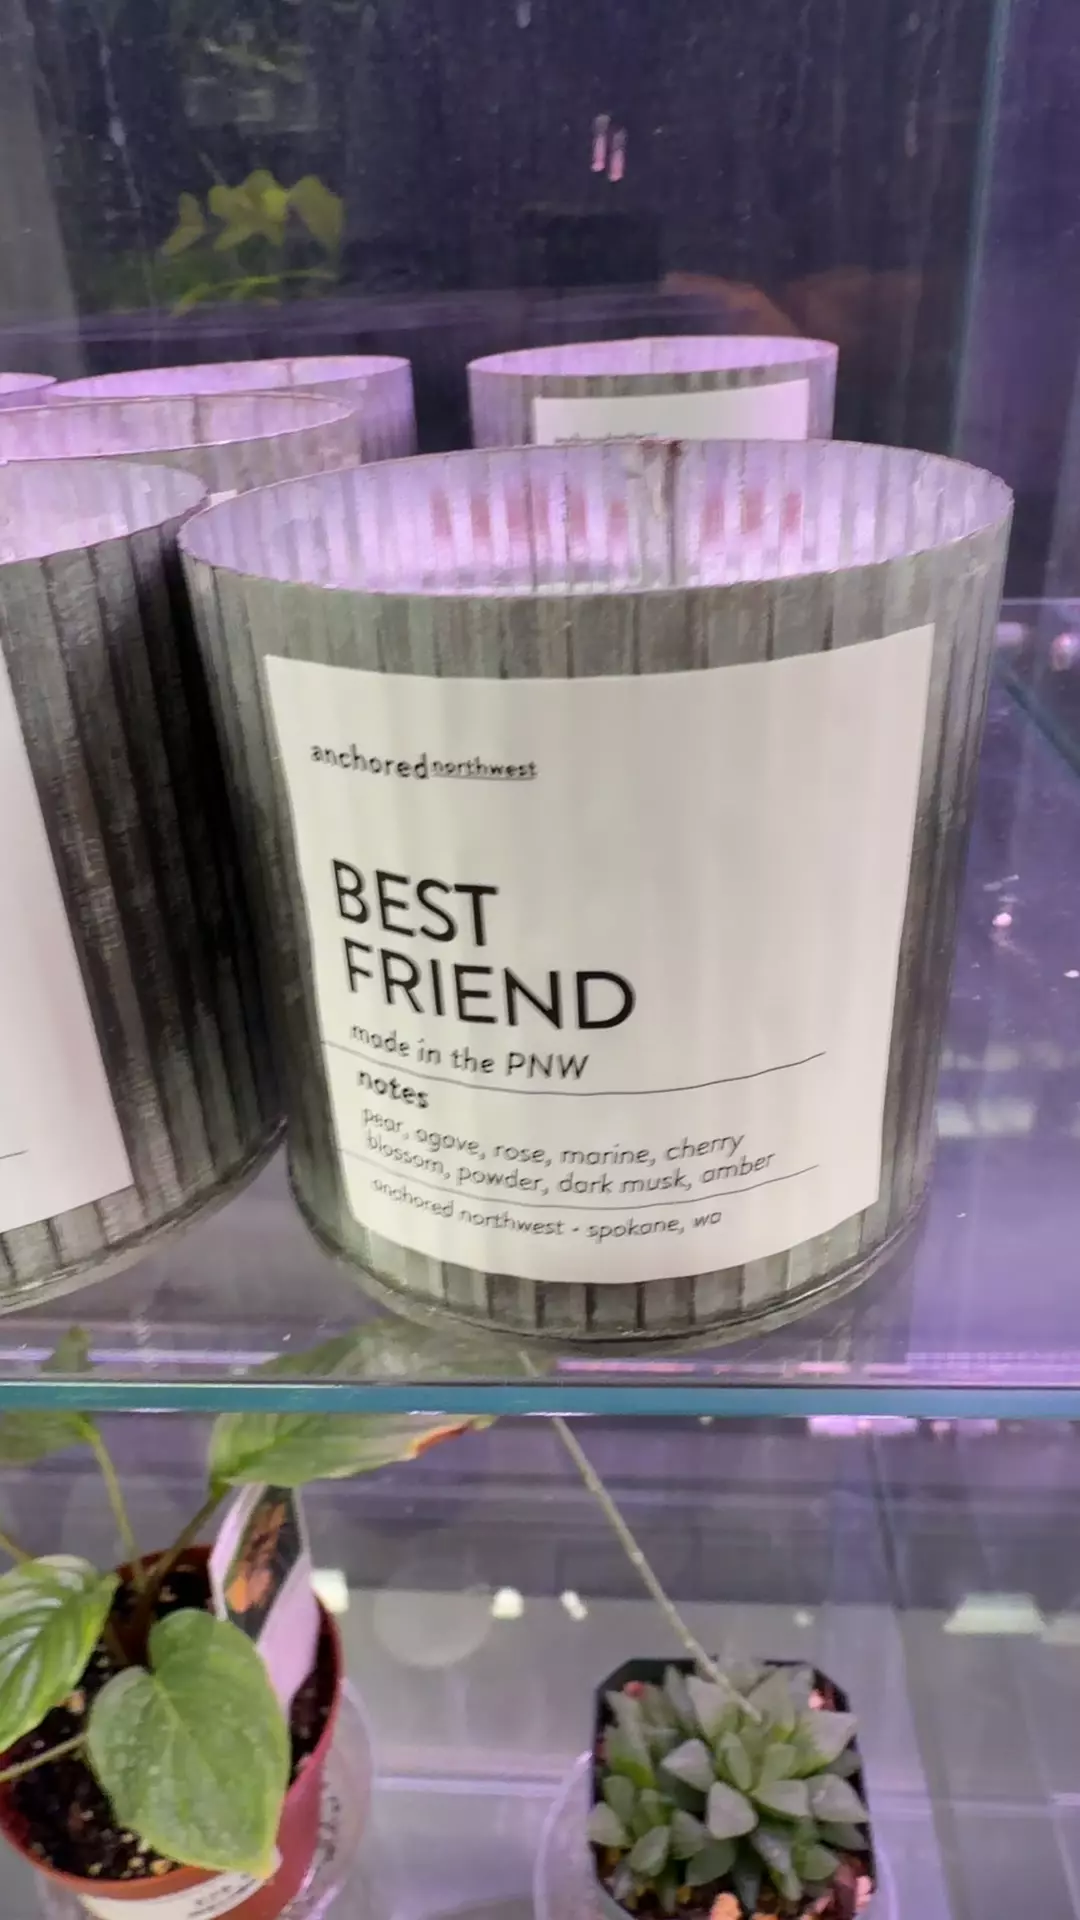 anchored northwest
BEST
FRIEND
made in the PNW
notes
pear, agave, rose, marine, cherry
blossom, powder, dark musk, amber
anchored northwest - spokane, wa